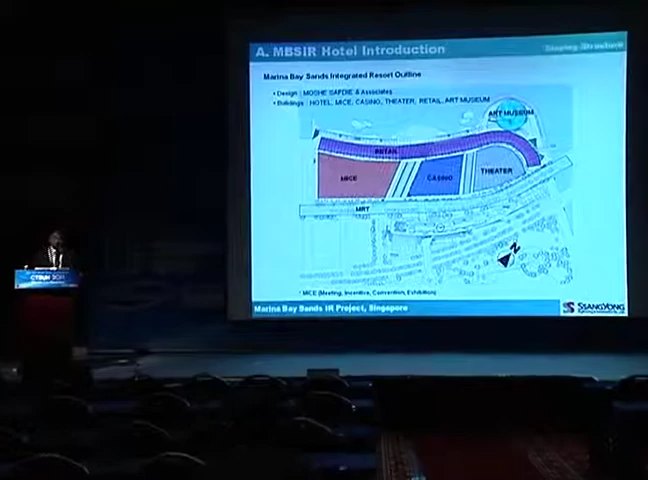 A. MBSIR Hotel Introduction
Sloping Structure
Marina Bay Sands Integrated Resort Outline
• Design : MOSHE SAFDIE & Associates
• Buildings : HOTEL, MICE, CASINO, THEATER, RETAIL, ART MUSEUM
ART MUSEUM
RETAIL
MICE
CASINO
THEATER
MRT
N
* MICE (Meeting, Incentive, Convention, Exhibition)
Marina Bay Sands IR Project, Singapore
SSANGYONG
CTBUH 2011